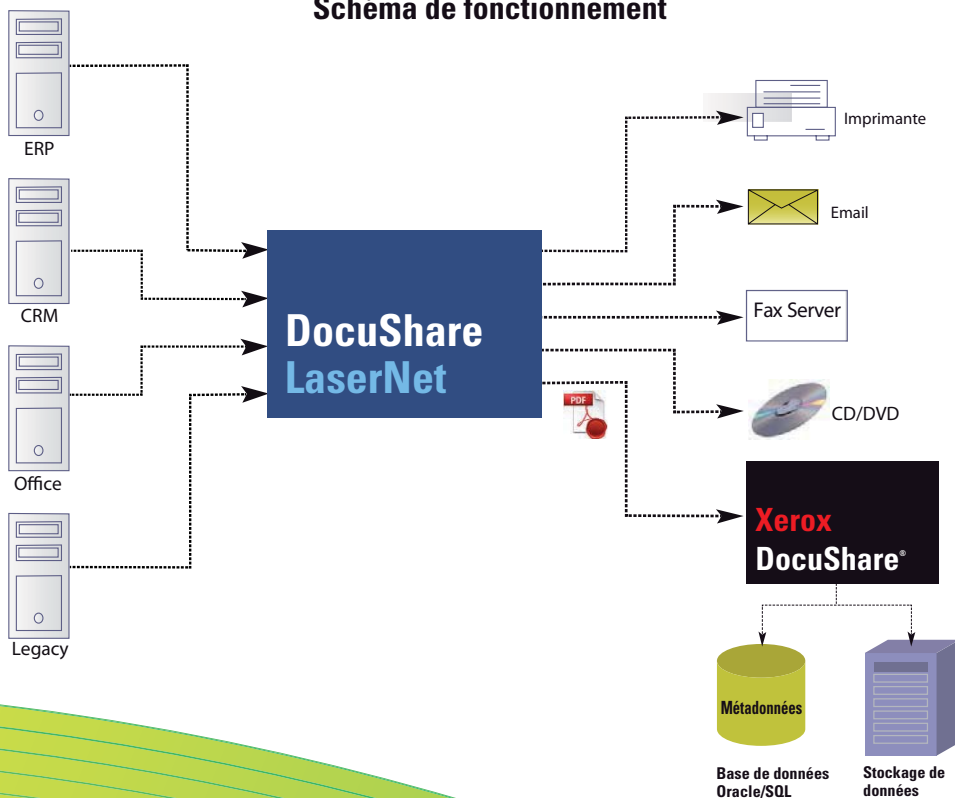 Schéma de fonctionnement
ERP
CRM
Office
Legacy
DocuShare
LaserNet
PDF
Imprimante
Email
Fax Server
CD/DVD
Xerox
DocuShare®
Métadonnées
Base de données
Oracle/SQL
Stockage de
données